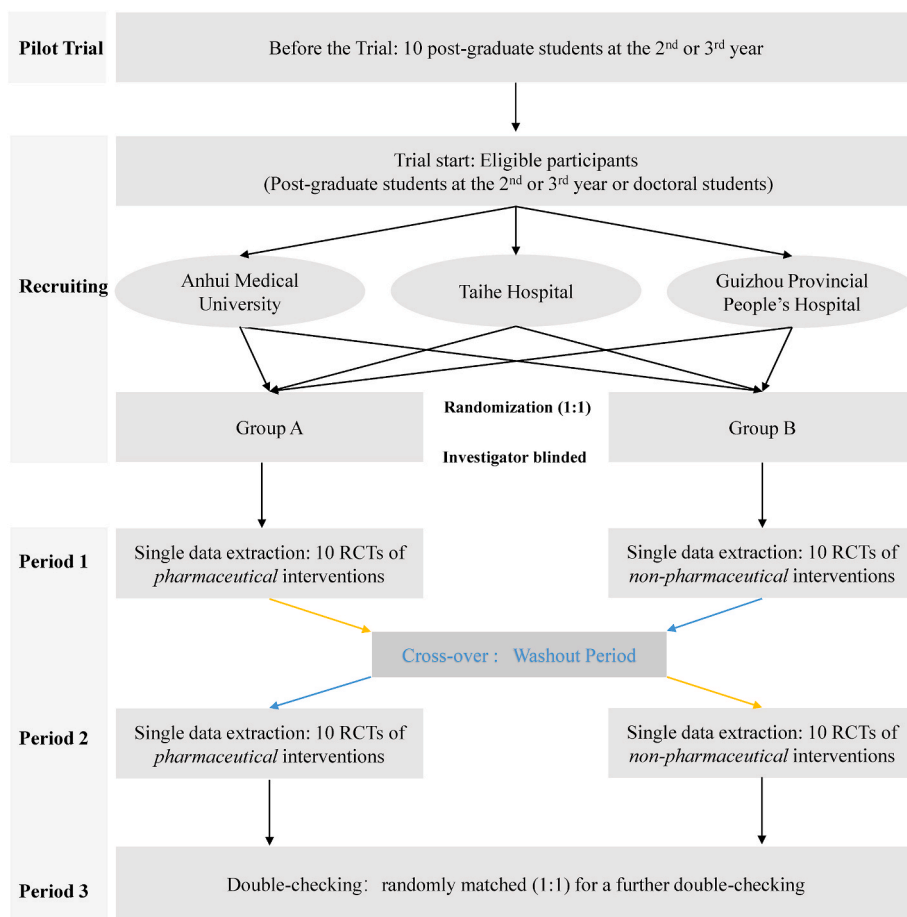 Pilot Trial
Before the Trial: 10 post-graduate students at the 2nd or 3rd year
Trial start: Eligible participants
(Post-graduate students at the 2nd or 3rd year or doctoral students)
Recruiting
Anhui Medical
University
Taihe Hospital
Guizhou Provincial
People's Hospital
Randomization (1:1)
Group A
Group B
Investigator blinded
Period 1
Single data extraction: 10 RCTs of
pharmaceutical interventions
Single data extraction: 10 RCTs of
non-pharmaceutical interventions
Cross-over : Washout Period
Period 2
Single data extraction: 10 RCTs of
pharmaceutical interventions
Single data extraction: 10 RCTs of
non-pharmaceutical interventions
Period 3
Double-checking: randomly matched (1:1) for a further double-checking